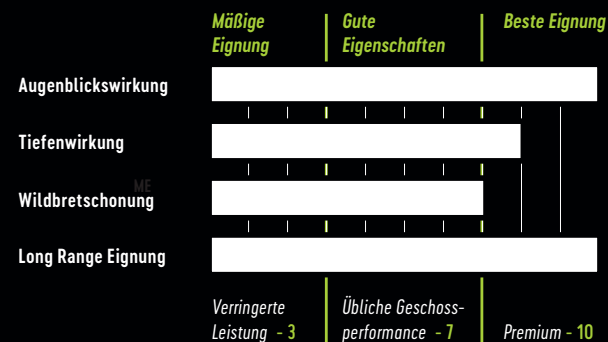 Mäßige
Eignung
Gute
Eigenschaften
Beste Eignung
Augenblickswirkung
Tiefenwirkung
ME
Wildbretschonung
Long Range Eignung
Verringerte
Leistung - 3
Übliche Geschoss-
performance - 7
Premium - 10